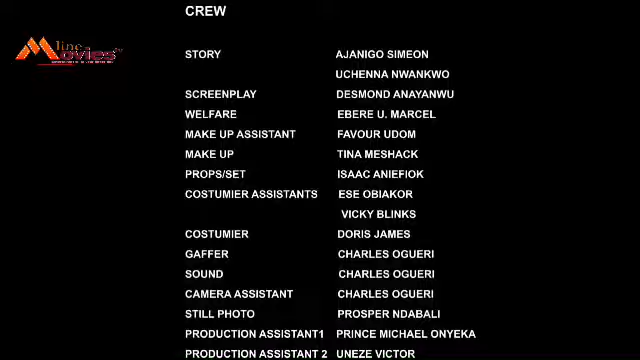 CREW
Mline
Movies TV
STORY AJANIGO SIMEON
UCHENNA NWANKWO
SCREENPLAY DESMOND ANAYANWU
WELFARE EBERE U. MARCEL
MAKE UP ASSISTANT FAVOUR UDOM
MAKE UP TINA MESHACK
PROPS/SET ISAAC ANIEFIOK
COSTUMIER ASSISTANTS ESE OBIAKOR
VICKY BLINKS
COSTUMIER DORIS JAMES
GAFFER CHARLES OGUERI
SOUND CHARLES OGUERI
CAMERA ASSISTANT CHARLES OGUERI
STILL PHOTO PROSPER NDABALI
PRODUCTION ASSISTANT1 PRINCE MICHAEL ONYEKA
PRODUCTION ASSISTANT 2 UNEZE VICTOR